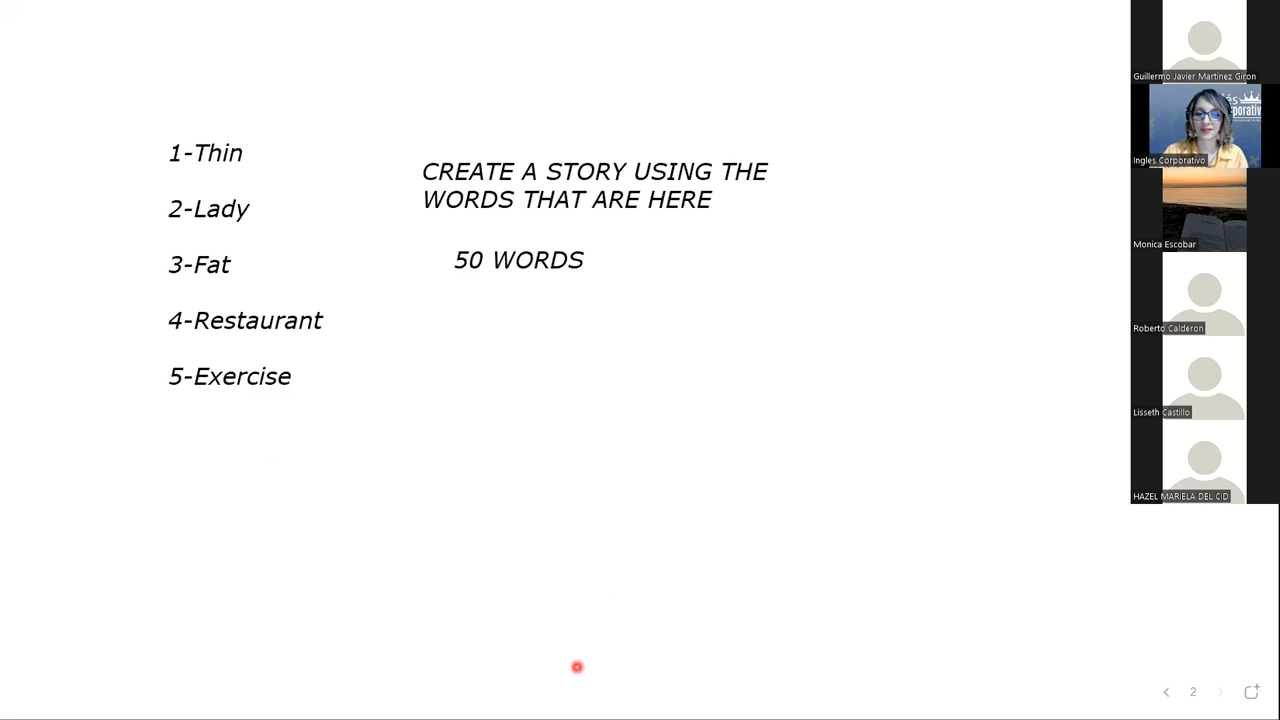 1-Thin
2-Lady
3-Fat
4-Restaurant
5-Exercise
CREATE A STORY USING THE
WORDS THAT ARE HERE
50 WORDS
Guillermo Javier Martinez Giron
Ingles Corporativo
Monica Escobar
Roberto Calderon
Lisseth Castillo
HAZEL MARIELA DEL CID
2